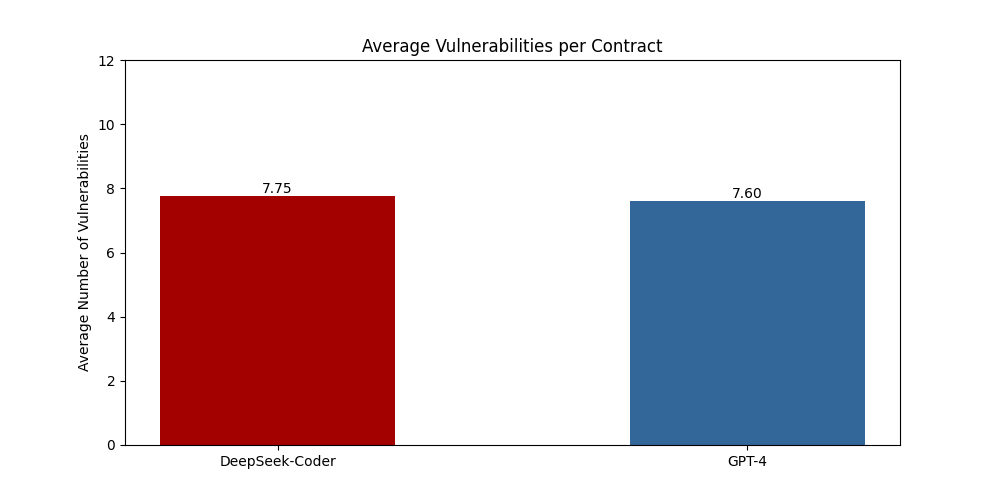 Average Vulnerabilities per Contract
Average Number of Vulnerabilities
12
10
8
6
4
2
0
7.75
7.60
DeepSeek-Coder
GPT-4